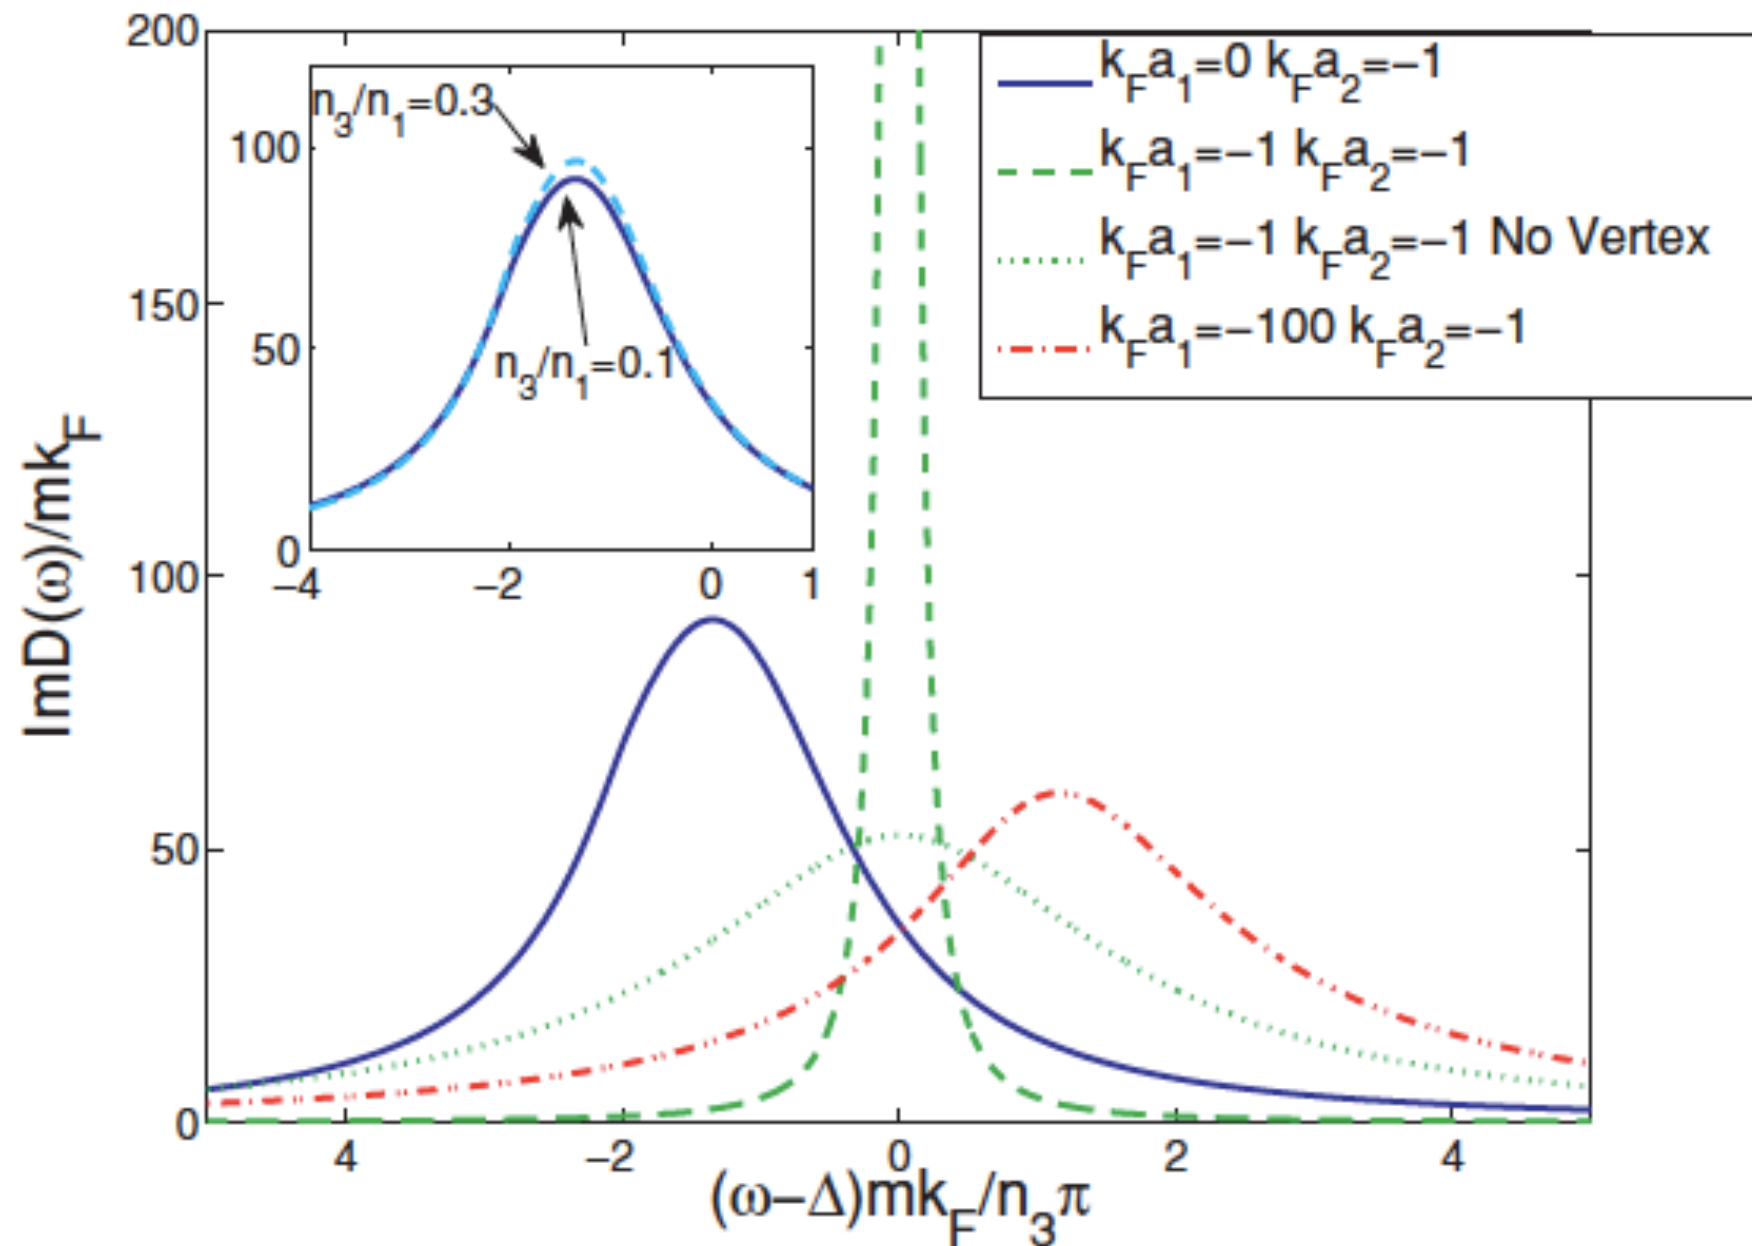 200
150
100
50
0
ImD(ω)/mk_F
4
−2
0
2
4
(ω−Δ)mk_F/n_3π
k_Fa_1=0 k_Fa_2=−1
k_Fa_1=−1 k_Fa_2=−1
k_Fa_1=−1 k_Fa_2=−1 No Vertex
k_Fa_1=−100 k_Fa_2=−1
n_3/n_1=0.3
100
50
n_3/n_1=0.1
0
−4
−2
0
1